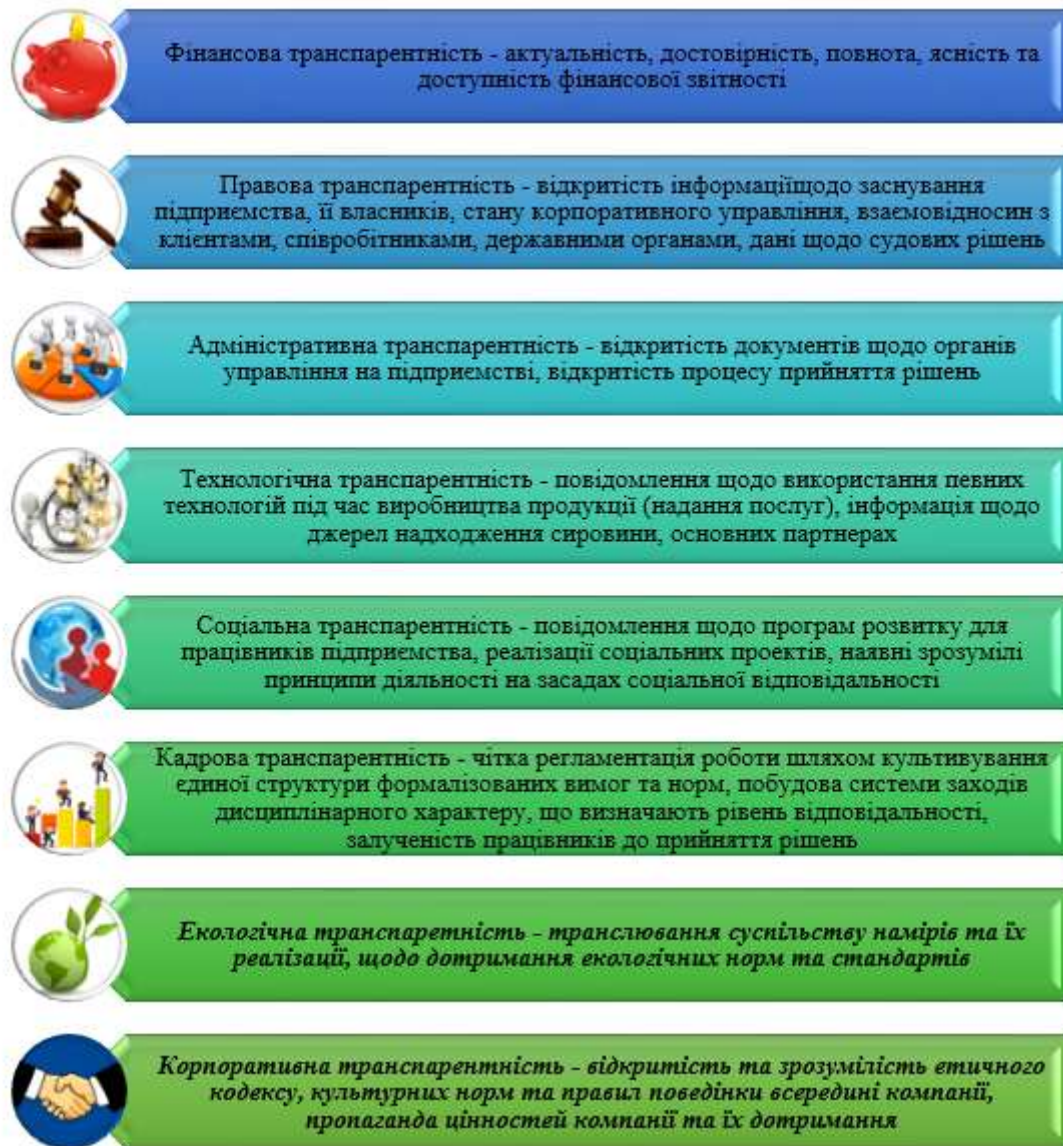 Фінансова транспарентність - актуальність, достовірність, повнота, ясність та
доступність фінансової звітності
Правова транспарентність - відкритість інформаціїщодо заснування
підприємства, її власників, стану корпоративного управління, взаємовідносин з
клієнтами, співробітниками, державними органами, дані щодо судових рішень
Адміністративна транспарентність - відкритість документів щодо органів
управління на підприємстві, відкритість процесу прийняття рішень
Технологічна транспарентність - повідомлення щодо використання певних
технологій під час виробництва продукції (надання послуг), інформація щодо
джерел надходження сировини, основних партнерах
Соціальна транспарентність - повідомлення щодо програм розвитку для
працівників підприємства, реалізації соціальних проектів, наявні зрозумілі
принципи діяльності на засадах соціальної відповідальності
Кадрова транспарентність - чітка регламентація роботи шляхом культивування
єдиної структури формалізованих вимог та норм, побудова системи заходів
дисциплінарного характеру, що визначають рівень відповідальності,
залученість працівників до прийняття рішень
Екологічна транспаретність - транслювання суспільству намірів та їх
реалізації, щодо дотримання екологічних норм та стандартів
Корпоративна транспарентність - відкритість та зрозумілість етичного
кодексу, культурних норм та правил поведінки всередині компанії,
пропаганда цінностей компанії та їх дотримання